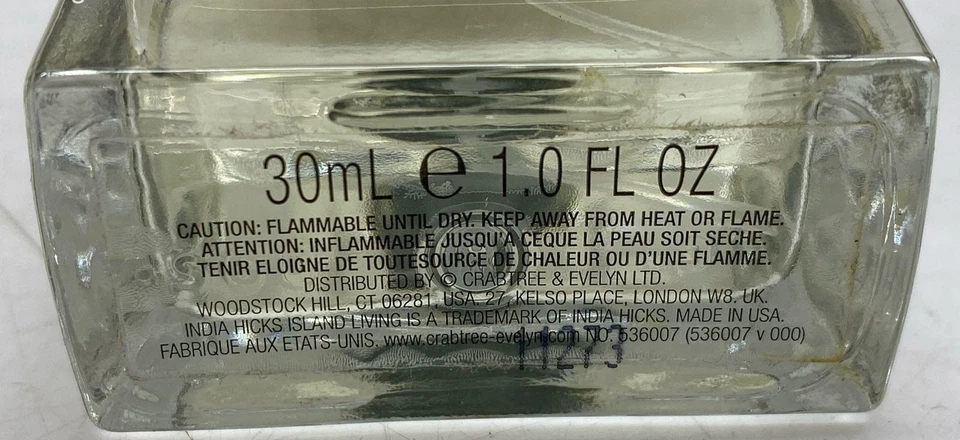 30mL ℮ 1.0 FL OZ
CAUTION: FLAMMABLE UNTIL DRY. KEEP AWAY FROM HEAT OR FLAME.
ATTENTION: INFLAMMABLE JUSQU'A CEQUE LA PEAU SOIT SECHE.
TENIR ELOIGNE DE TOUTESOURCE DE CHALEUR OU D'UNE FLAMME.
DISTRIBUTED BY © CRABTREE & EVELYN LTD.
WOODSTOCK HILL, CT 06281, USA 27, KELSO PLACE, LONDON W8. UK.
INDIA HICKS ISLAND LIVING IS A TRADEMARK OF INDIA HICKS. MADE IN USA.
FABRIQUE AUX ETATS-UNIS. www.crabtree-evelyn.com NO. 536007 (536007 v 000)